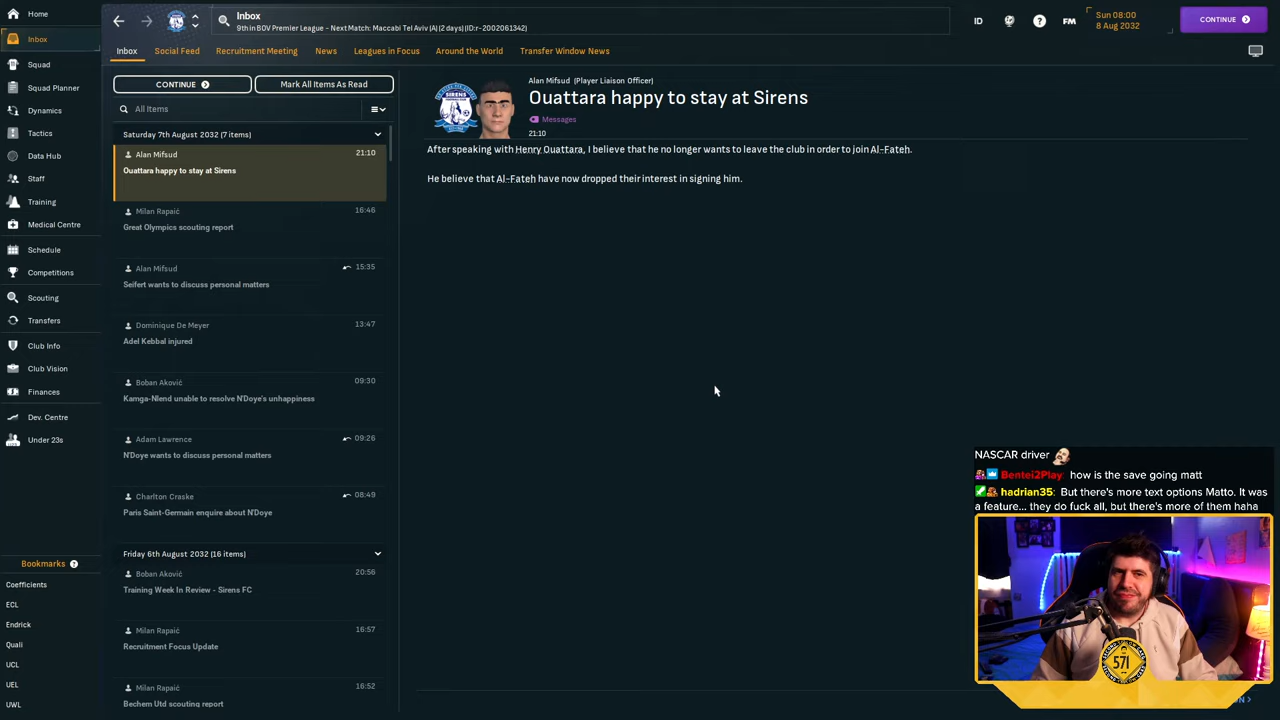 Home
Inbox
Squad
Squad Planner
Dynamics
Tactics
Data Hub
Staff
Training
Medical Centre
Schedule
Competitions
Scouting
Transfers
Club Info
Club Vision
Finances
Dev. Centre
Under 23s
Bookmarks ?
Coefficients
ECL
Endrick
Quali
UCL
UEL
UWL
Inbox
9th in BOV Premier League - Next Match: Maccabi Tel Aviv (A) (2 days) (ID:r-2002061342)
ID
?
FM
Sun 08:00
8 Aug 2032
CONTINUE
Inbox
Social Feed
Recruitment Meeting
News
Leagues in Focus
Around the World
Transfer Window News
CONTINUE
Mark All Items As Read
All Items
Saturday 7th August 2032 (7 items)
Alan Mifsud 21:10
Ouattara happy to stay at Sirens
Milan Rapaić 16:46
Great Olympics scouting report
Alan Mifsud 15:35
Seifert wants to discuss personal matters
Dominique De Meyer 13:47
Adel Kebbal injured
Boban Aković 09:30
Kamga-Nlend unable to resolve N'Doye's unhappiness
Adam Lawrence 09:26
N'Doye wants to discuss personal matters
Charlton Craske 08:49
Paris Saint-Germain enquire about N'Doye
Friday 6th August 2032 (16 items)
Boban Aković 20:56
Training Week In Review - Sirens FC
Milan Rapaić 16:57
Recruitment Focus Update
Milan Rapaić 16:52
Bechem Utd scouting report
SIRENS
Alan Mifsud (Player Liaison Officer)
Ouattara happy to stay at Sirens
Messages
21:10
After speaking with Henry Ouattara, I believe that he no longer wants to leave the club in order to join Al-Fateh.
He believe that Al-Fateh have now dropped their interest in signing him.
NASCAR driver
Bentei2Play: how is the save going matt
hadrian35: But there's more text options Matto. It was
a feature... they do fuck all, but there's more of them haha
571